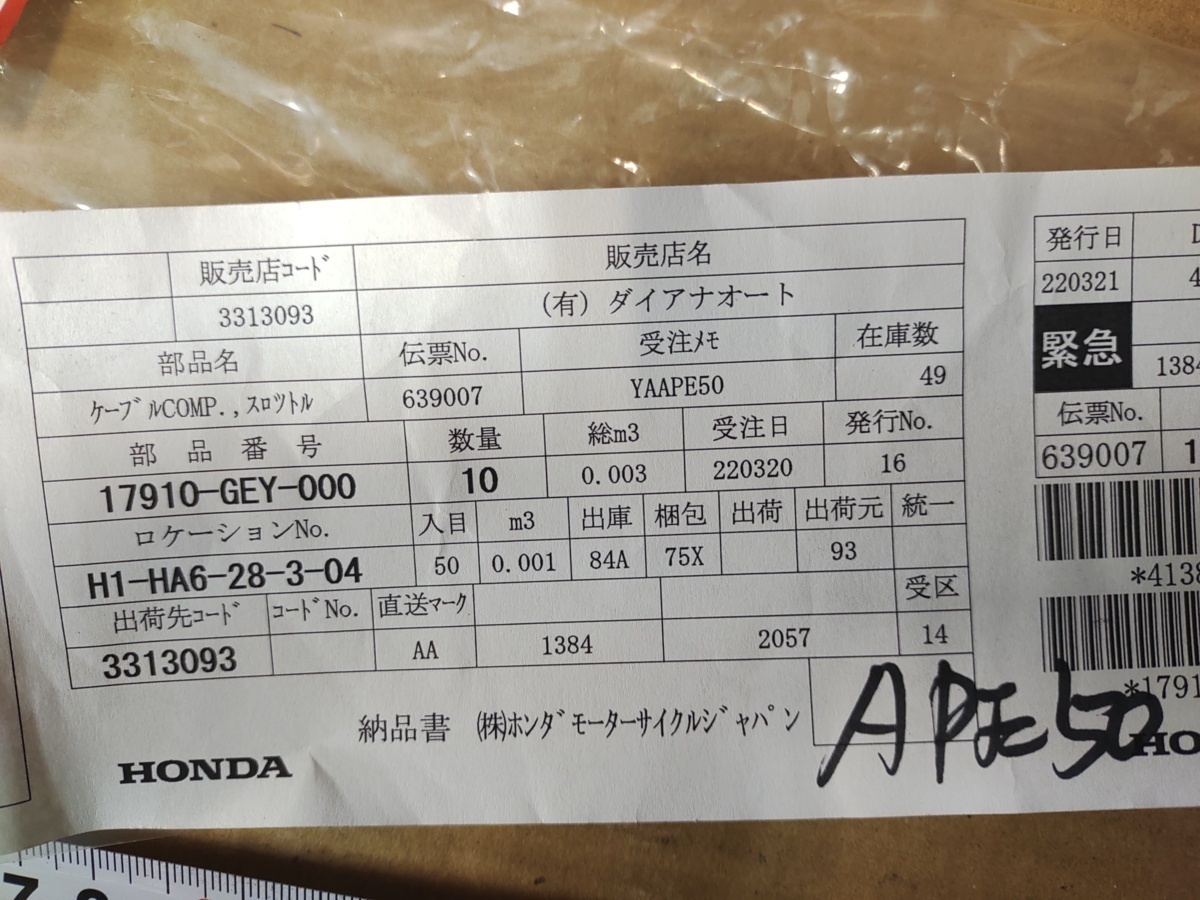 販売店ｺｰﾄﾞ 販売店名
3313093 (有) ダイアナオート
部品名 伝票No. 受注ﾒﾓ 在庫数
ｹｰﾌﾞﾙCOMP.,ｽﾛﾂﾄﾙ 639007 YAAPE50 49
部 品 番 号 数量 総m3 受注日 発行No.
17910-GEY-000 10 0.003 220320 16
ロケーションNo. 入目 m3 出庫 梱包 出荷 出荷元 統一
H1-HA6-28-3-04 50 0.001 84A 75X 93
出荷先ｺｰﾄﾞ ｺｰﾄﾞNo. 直送ﾏｰｸ 受区
3313093 AA 1384 2057 14
納品書 ㈱ﾎﾝﾀﾞﾓｰﾀｰｻｲｸﾙｼﾞｬﾊﾟﾝ
HONDA
APE50
発行日
220321
緊急
1384
伝票No.
639007
*4138
*1791
HO
7